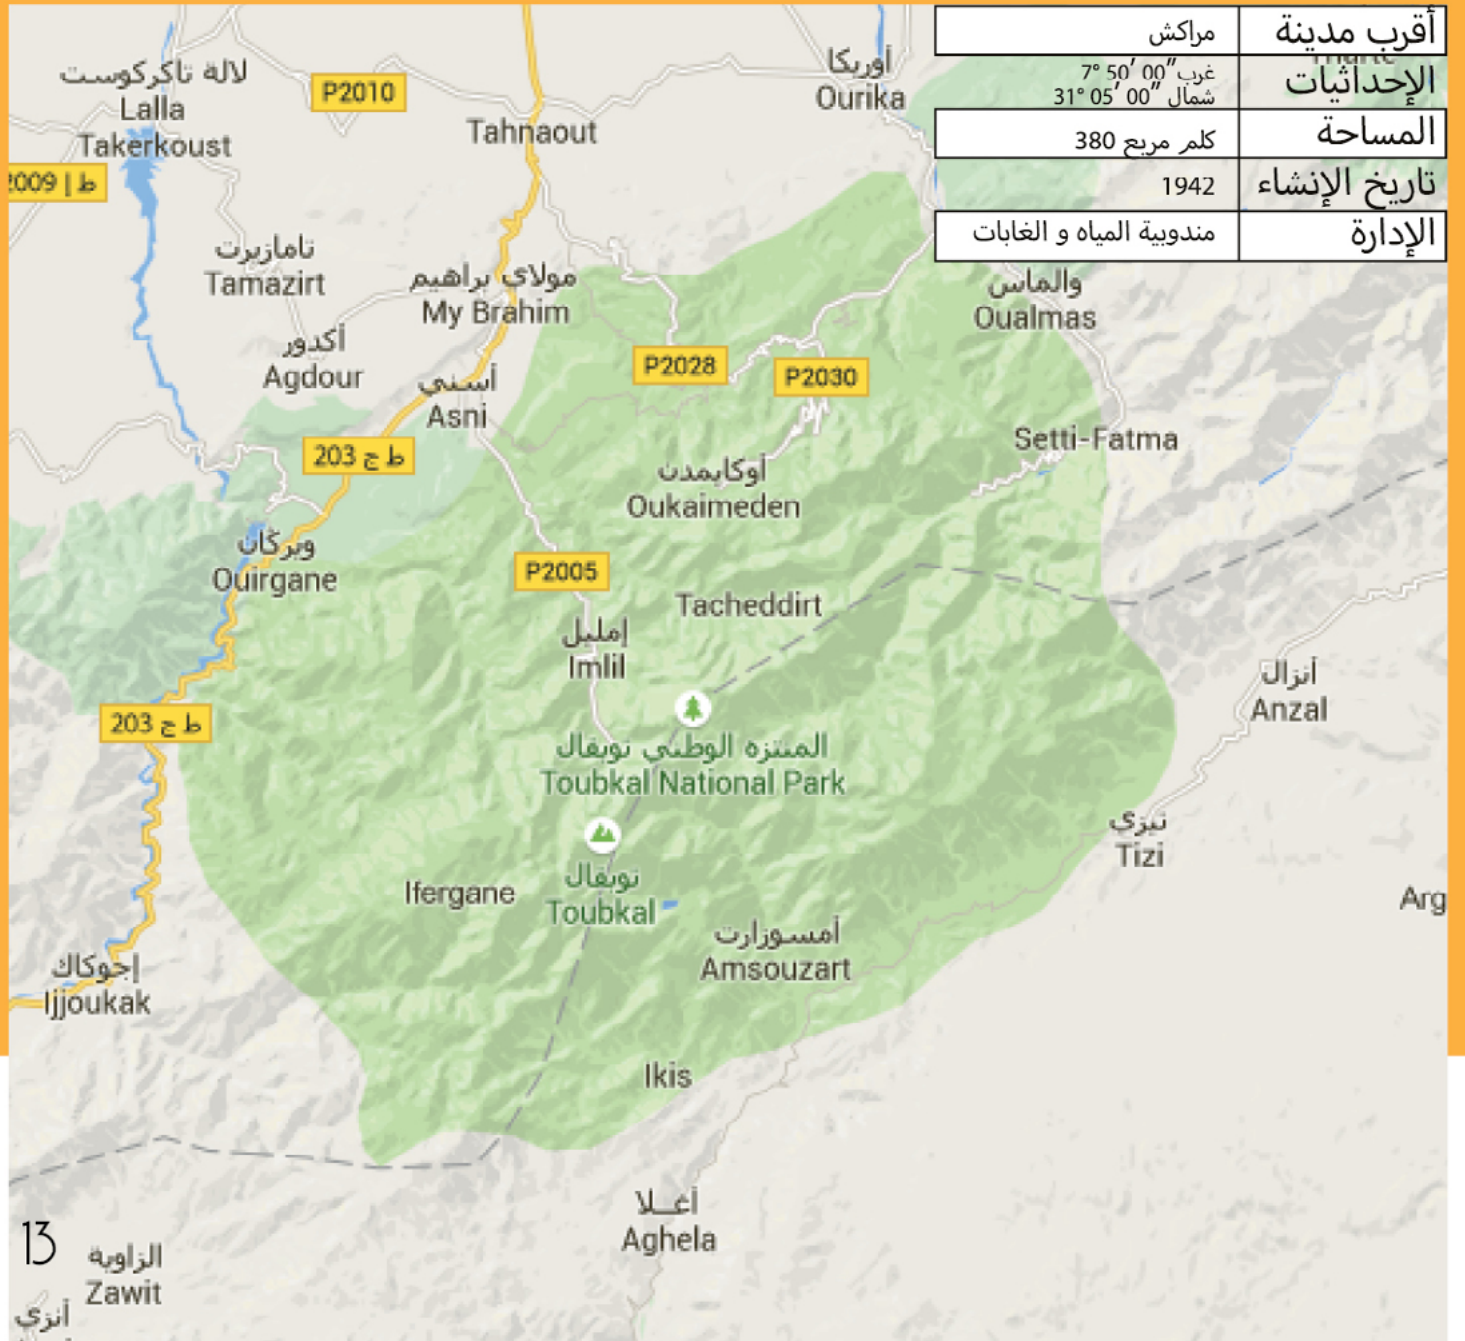 أقرب مدينة مراكش
الإحداثيات 7° 50′ 00″ غرب
31° 05′ 00″ شمال
المساحة 380 كلم مربع
تاريخ الإنشاء 1942
الإدارة مندوبية المياه و الغابات
لالة تاكركوست
Lalla
Takerkoust
P2010
Tahnaout
أوريكا
Ourika
ط إ 2009
تامازيرت
Tamazirt
مولاي براهيم
My Brahim
والماس
Oualmas
أكدور
Agdour
أسني
Asni
P2028
P2030
203 ط ج
Setti-Fatma
أوكايمدن
Oukaimeden
ويرڭان
Ouirgane
P2005
Tacheddirt
إمليل
Imlil
أنزال
Anzal
203 ط ج
المنتزه الوطني توبقال
Toubkal National Park
تيزي
Tizi
توبقال
Toubkal
Ifergane
Arg
أمسوزارت
Amsouzart
إجوكاك
Ijjoukak
Ikis
أغـلا
Aghela
13
الزاوية
Zawit
أنزي